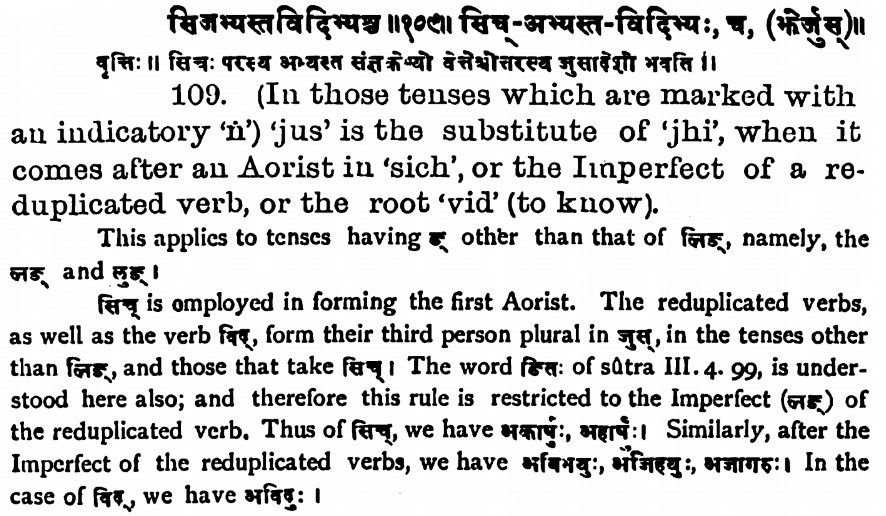 सिजभ्यस्तविदिभ्यश्च ॥१०९॥ सिच्-अभ्यस्त-विदिभ्यः, च, (झेर्जुस्)॥
वृत्तिः॥ सिचः परस्य अभ्यस्त संज्ञकेभ्यो वेत्तेश्चोत्तरस्य जुसादेशो भवति ॥
109. (In those tenses which are marked with
an indicatory ‘ṅ’) ‘jus’ is the substitute of ‘jhi’, when it
comes after an Aorist in ‘sich’, or the Imperfect of a re-
duplicated verb, or the root ‘vid’ (to know).
This applies to tenses having ङ् other than that of लिङ्, namely, the
लङ् and लुङ् ।
सिच् is employed in forming the first Aorist. The reduplicated verbs,
as well as the verb विद्, form their third person plural in जुस्, in the tenses other
than लिङ्, and those that take सिच् । The word ङितः of sûtra III. 4. 99, is under-
stood here also; and therefore this rule is restricted to the Imperfect (लङ्) of
the reduplicated verb. Thus of सिच्, we have अकार्षुः, अहार्षुः । Similarly, after the
Imperfect of the reduplicated verbs, we have अबिभयुः, अजिह्रयुः, अजागरुः । In the
case of विद्, we have अविदुः ।